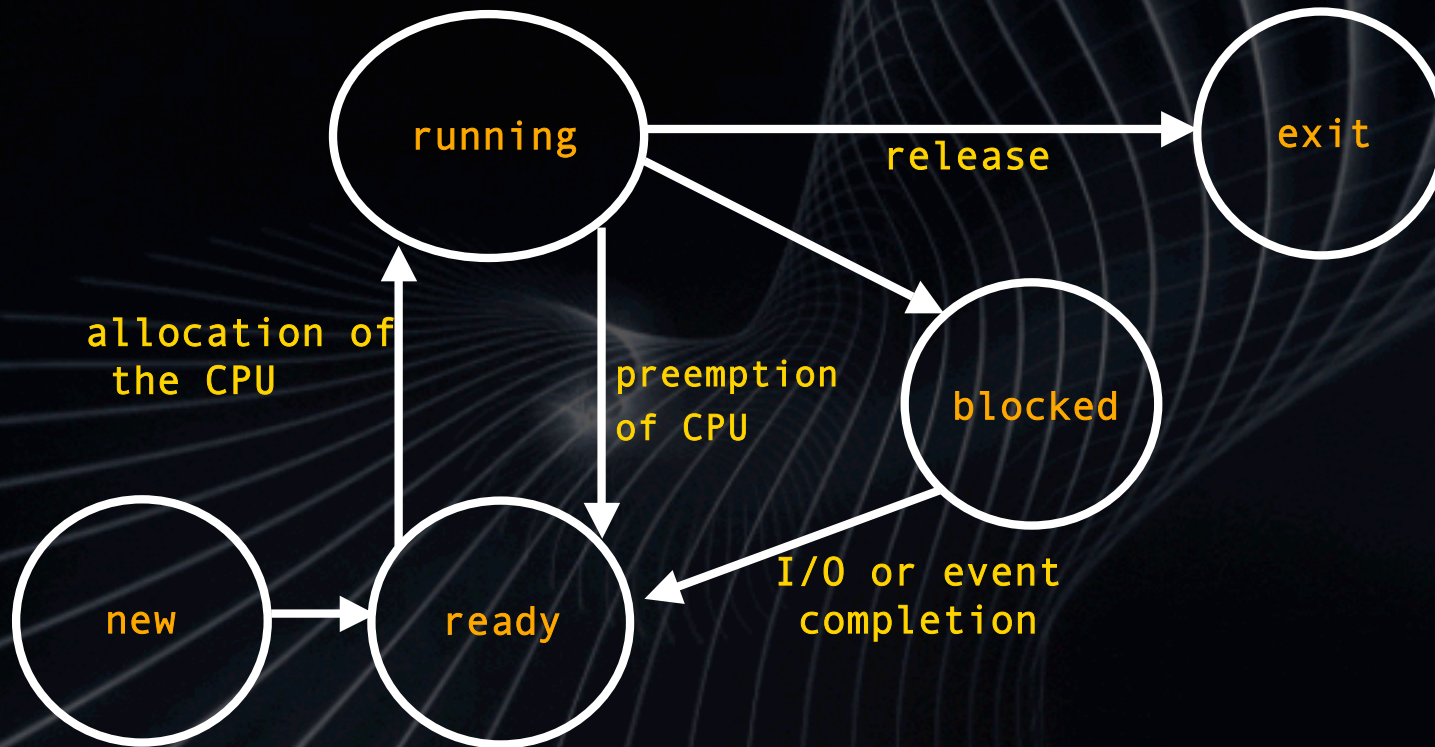 running
exit
release
allocation of
the CPU
preemption
of CPU
blocked
I/O or event
completion
new
ready